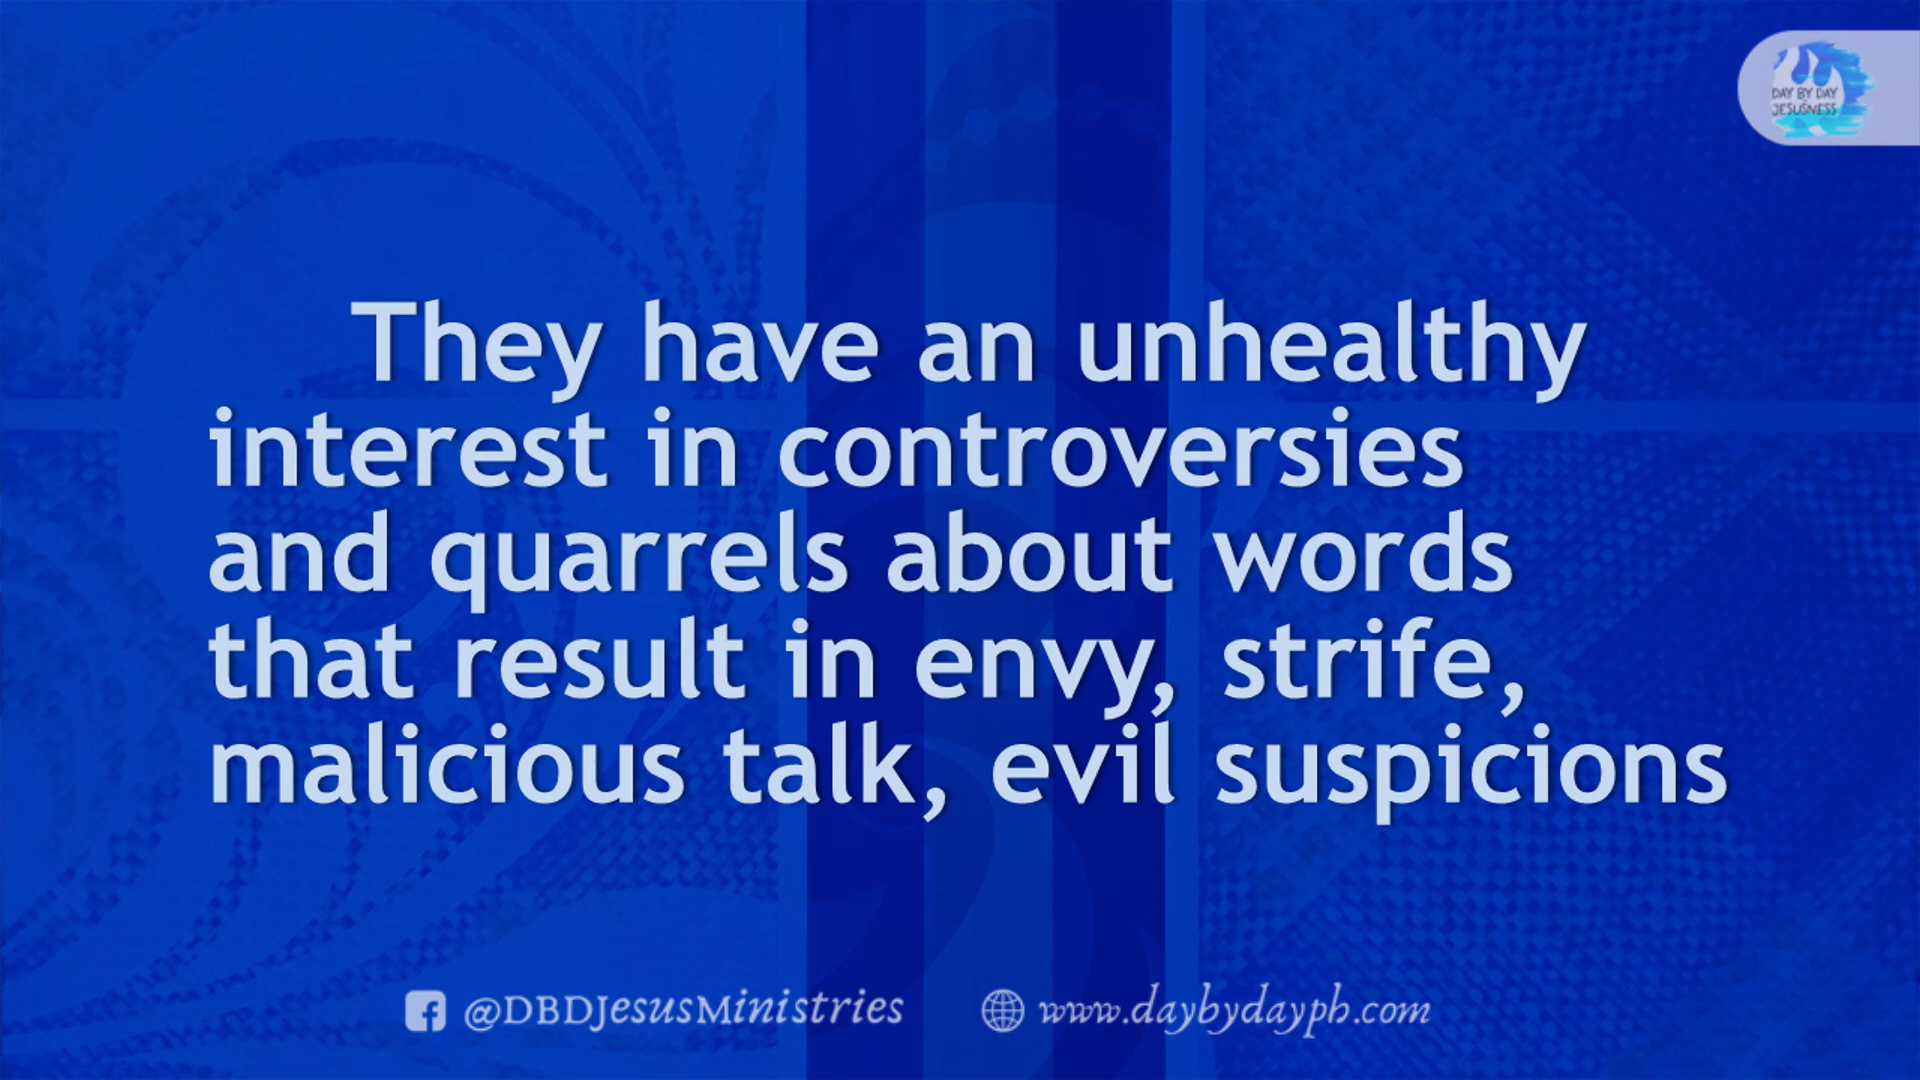 DAY BY DAY
JESUSNESS
They have an unhealthy
interest in controversies
and quarrels about words
that result in envy, strife,
malicious talk, evil suspicions
@DBDJesusMinistries
www.daybydayph.com